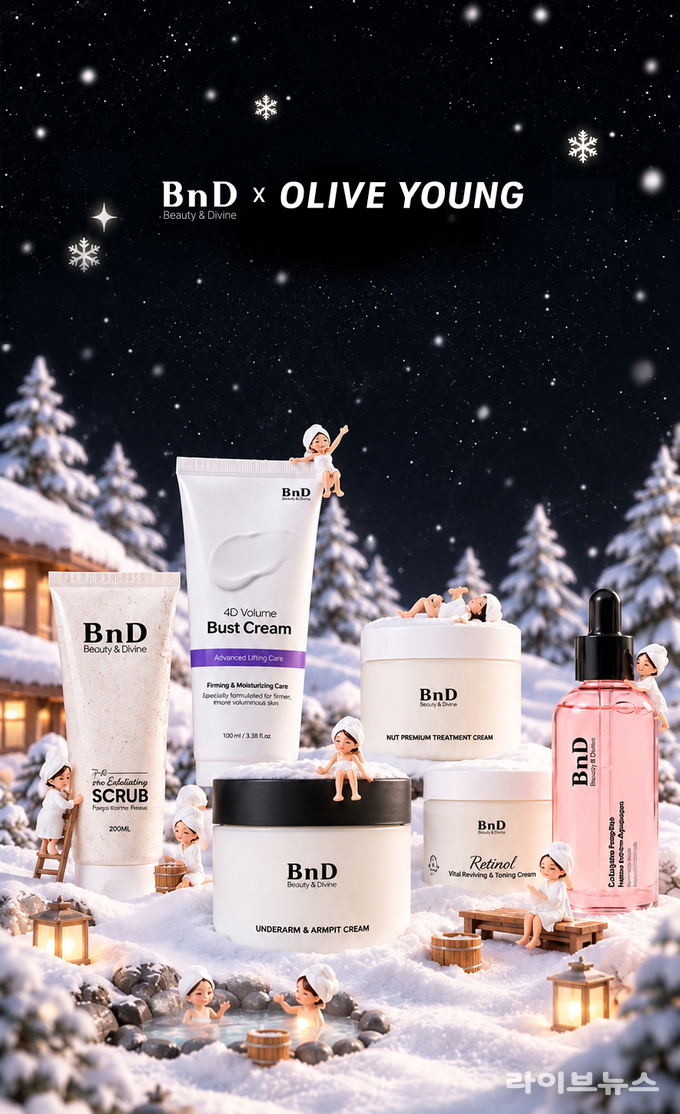 BnD x OLIVE YOUNG
Beauty & Divine
BnD
Beauty & Divine
4D Volume
Bust Cream
Advanced Lifting Care
Firming & Moisturizing Care
Specially formulated for firmer,
more voluminous skin
100 ml / 3.38 fl.oz
BnD
Beauty & Divine
Exfoliating
SCRUB
200ML
BnD
Beauty & Divine
NUT PREMIUM TREATMENT CREAM
BnD
Beauty & Divine
UNDERARM & ARMPIT CREAM
BnD
Beauty & Divine
Retinol
Vital Reviving & Toning Cream
BnD
Beauty & Divine
라이브뉴스